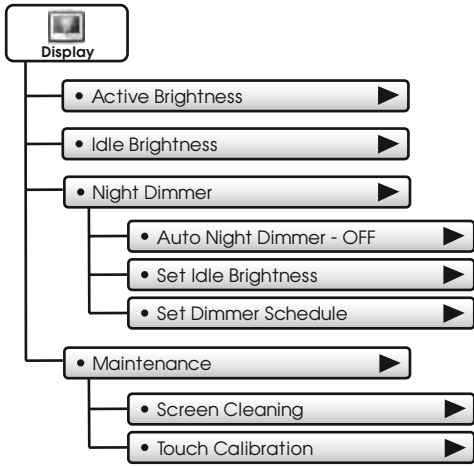 Display
• Active Brightness
• Idle Brightness
• Night Dimmer
• Auto Night Dimmer - OFF
• Set Idle Brightness
• Set Dimmer Schedule
• Maintenance
• Screen Cleaning
• Touch Calibration